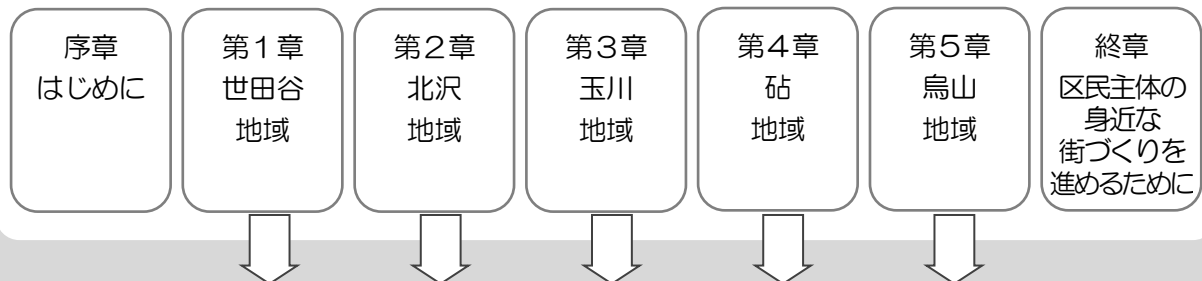 序章
はじめに
第１章
世田谷
地域
第２章
北沢
地域
第３章
玉川
地域
第４章
砧
地域
第５章
烏山
地域
終章
区民主体の
身近な
街づくりを
進めるために